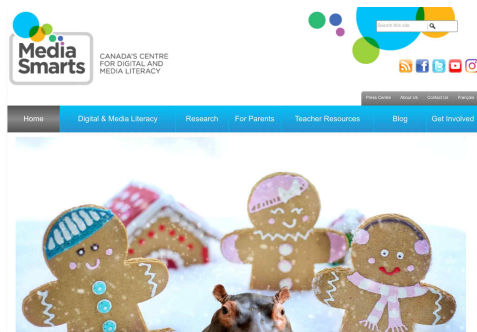 Media
Smarts
CANADA'S CENTRE
FOR DIGITAL AND
MEDIA LITERACY
Search this site
Press Centre About Us Contact Us Français
Home Digital & Media Literacy Research For Parents Teacher Resources Blog Get Involved